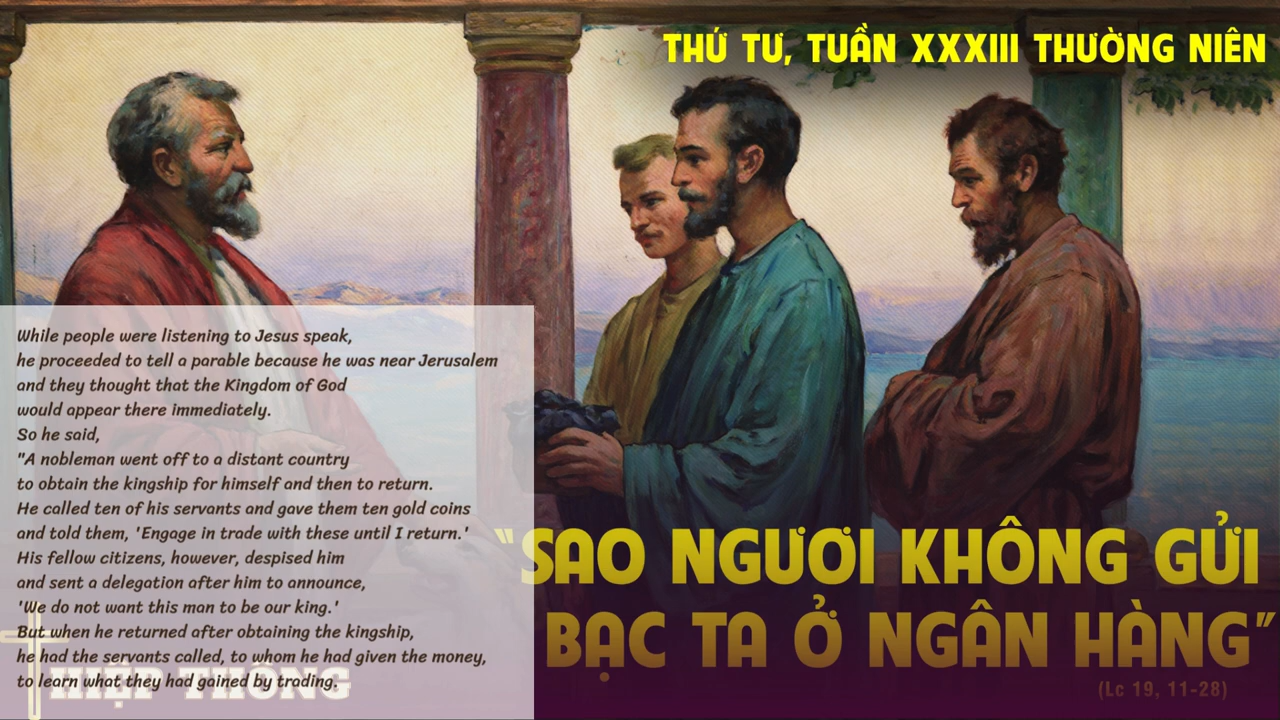 THỨ TƯ, TUẦN XXXIII THƯỜNG NIÊN
While people were listening to Jesus speak,
he proceeded to tell a parable because he was near Jerusalem
and they thought that the Kingdom of God
would appear there immediately.
So he said,
"A nobleman went off to a distant country
to obtain the kingship for himself and then to return.
He called ten of his servants and gave them ten gold coins
and told them, 'Engage in trade with these until I return.'
His fellow citizens, however, despised him
and sent a delegation after him to announce,
'We do not want this man to be our king.'
But when he returned after obtaining the kingship,
he had the servants called, to whom he had given the money,
to learn what they had gained by trading.
HIỆP THÔNG
“SAO NGƯƠI KHÔNG GỬI
BẠC TA Ở NGÂN HÀNG”
(Lc 19, 11-28)